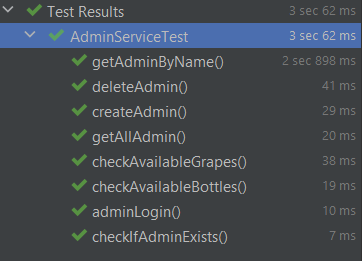 Test Results 3 sec 62 ms
AdminServiceTest 3 sec 62 ms
getAdminByName() 2 sec 898 ms
deleteAdmin() 41 ms
createAdmin() 29 ms
getAllAdmin() 20 ms
checkAvailableGrapes() 38 ms
checkAvailableBottles() 19 ms
adminLogin() 10 ms
checkIfAdminExists() 7 ms